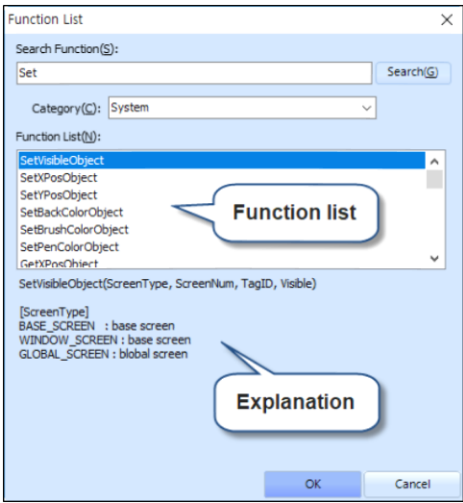 Function List
Search Function(S):
Set
Search(G)
Category(C): System
Function List(N):
SetVisibleObject
SetXPosObject
SetYPosObject
SetBackColorObject
SetBrushColorObject
SetPenColorObject
GetXPosObject
Function list
SetVisibleObject(ScreenType, ScreenNum, TagID, Visible)
[ScreenType]
BASE_SCREEN : base screen
WINDOW_SCREEN : base screen
GLOBAL_SCREEN : blobal screen
Explanation
OK Cancel